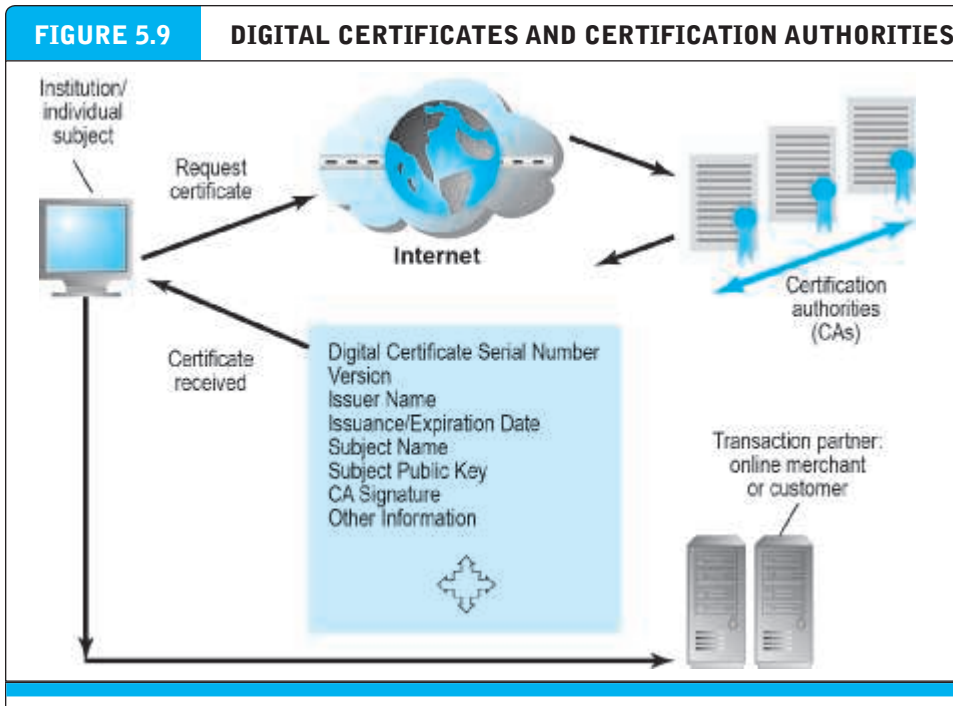 FIGURE 5.9
DIGITAL CERTIFICATES AND CERTIFICATION AUTHORITIES
Institution/
individual
subject
Request
certificate
Internet
Certification
authorities
(CAs)
Certificate
received
Digital Certificate Serial Number
Version
Issuer Name
Issuance/Expiration Date
Subject Name
Subject Public Key
CA Signature
Other Information
Transaction partner:
online merchant
or customer